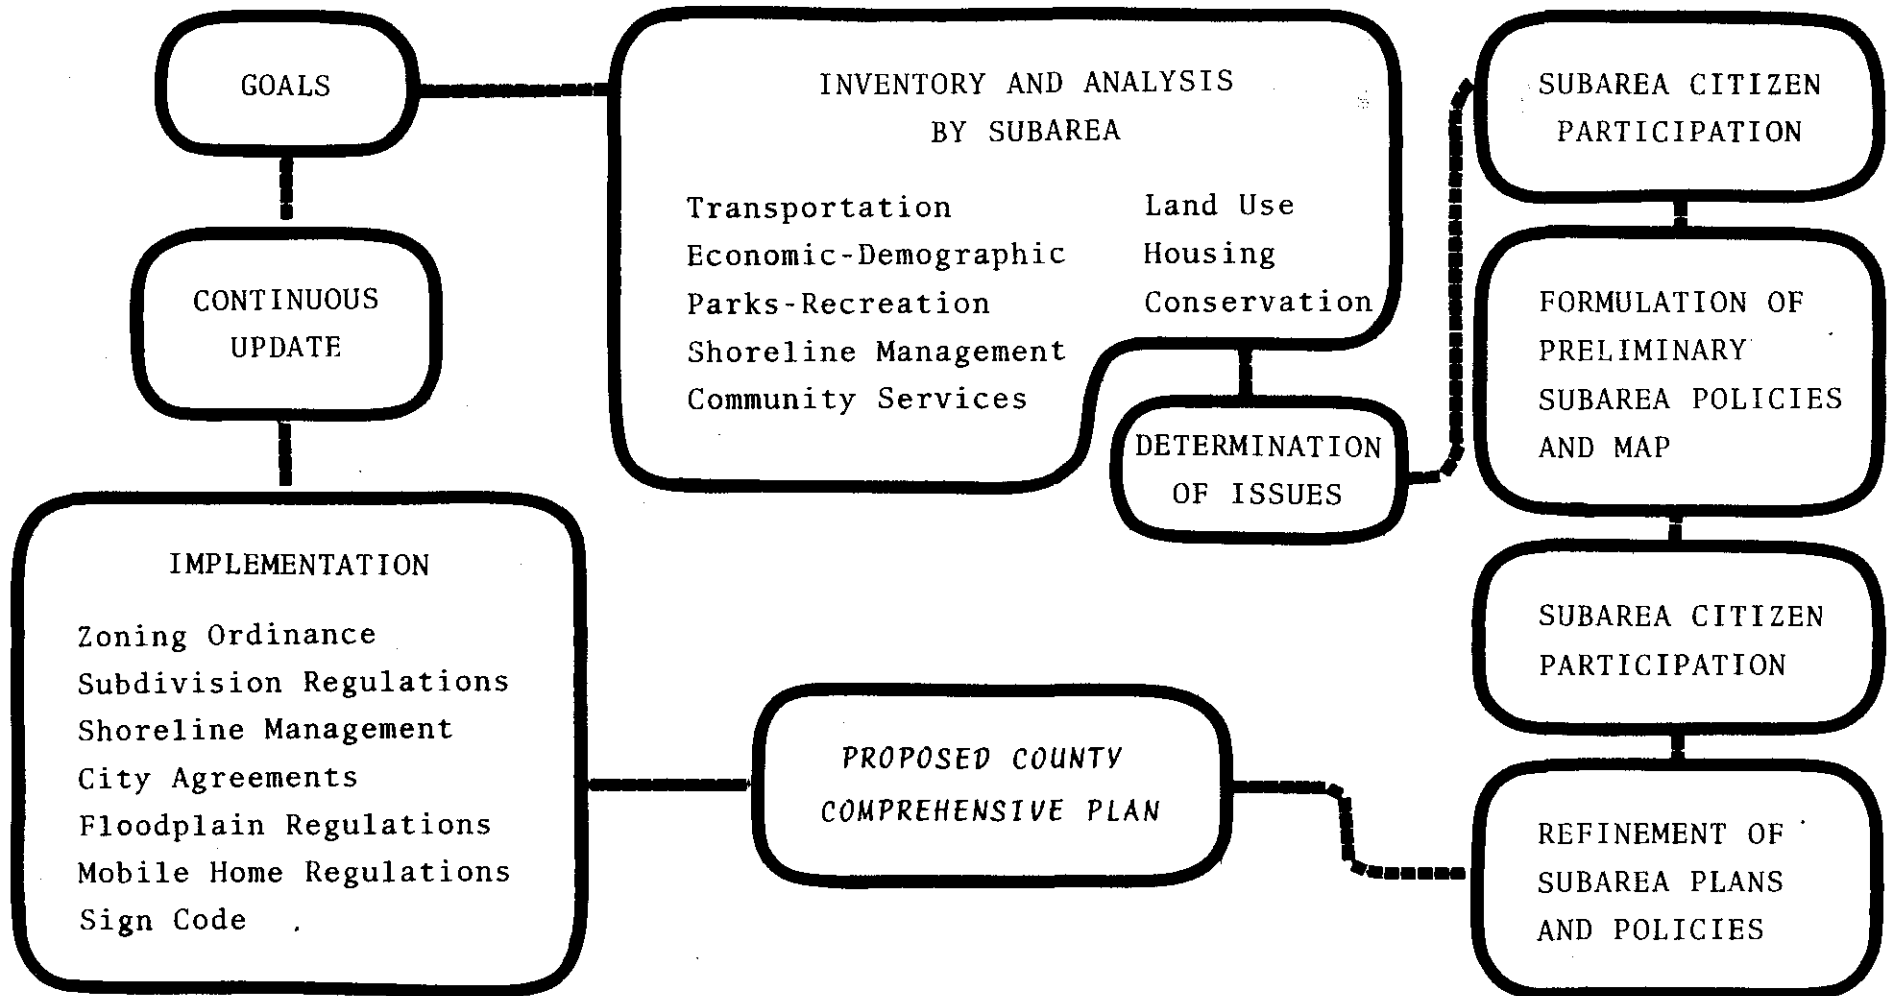 GOALS
INVENTORY AND ANALYSIS
BY SUBAREA
Transportation
Economic-Demographic
Parks-Recreation
Shoreline Management
Community Services
Land Use
Housing
Conservation
DETERMINATION
OF ISSUES
SUBAREA CITIZEN
PARTICIPATION
FORMULATION OF
PRELIMINARY
SUBAREA POLICIES
AND MAP
SUBAREA CITIZEN
PARTICIPATION
REFINEMENT OF
SUBAREA PLANS
AND POLICIES
PROPOSED COUNTY
COMPREHENSIVE PLAN
IMPLEMENTATION
Zoning Ordinance
Subdivision Regulations
Shoreline Management
City Agreements
Floodplain Regulations
Mobile Home Regulations
Sign Code
CONTINUOUS
UPDATE